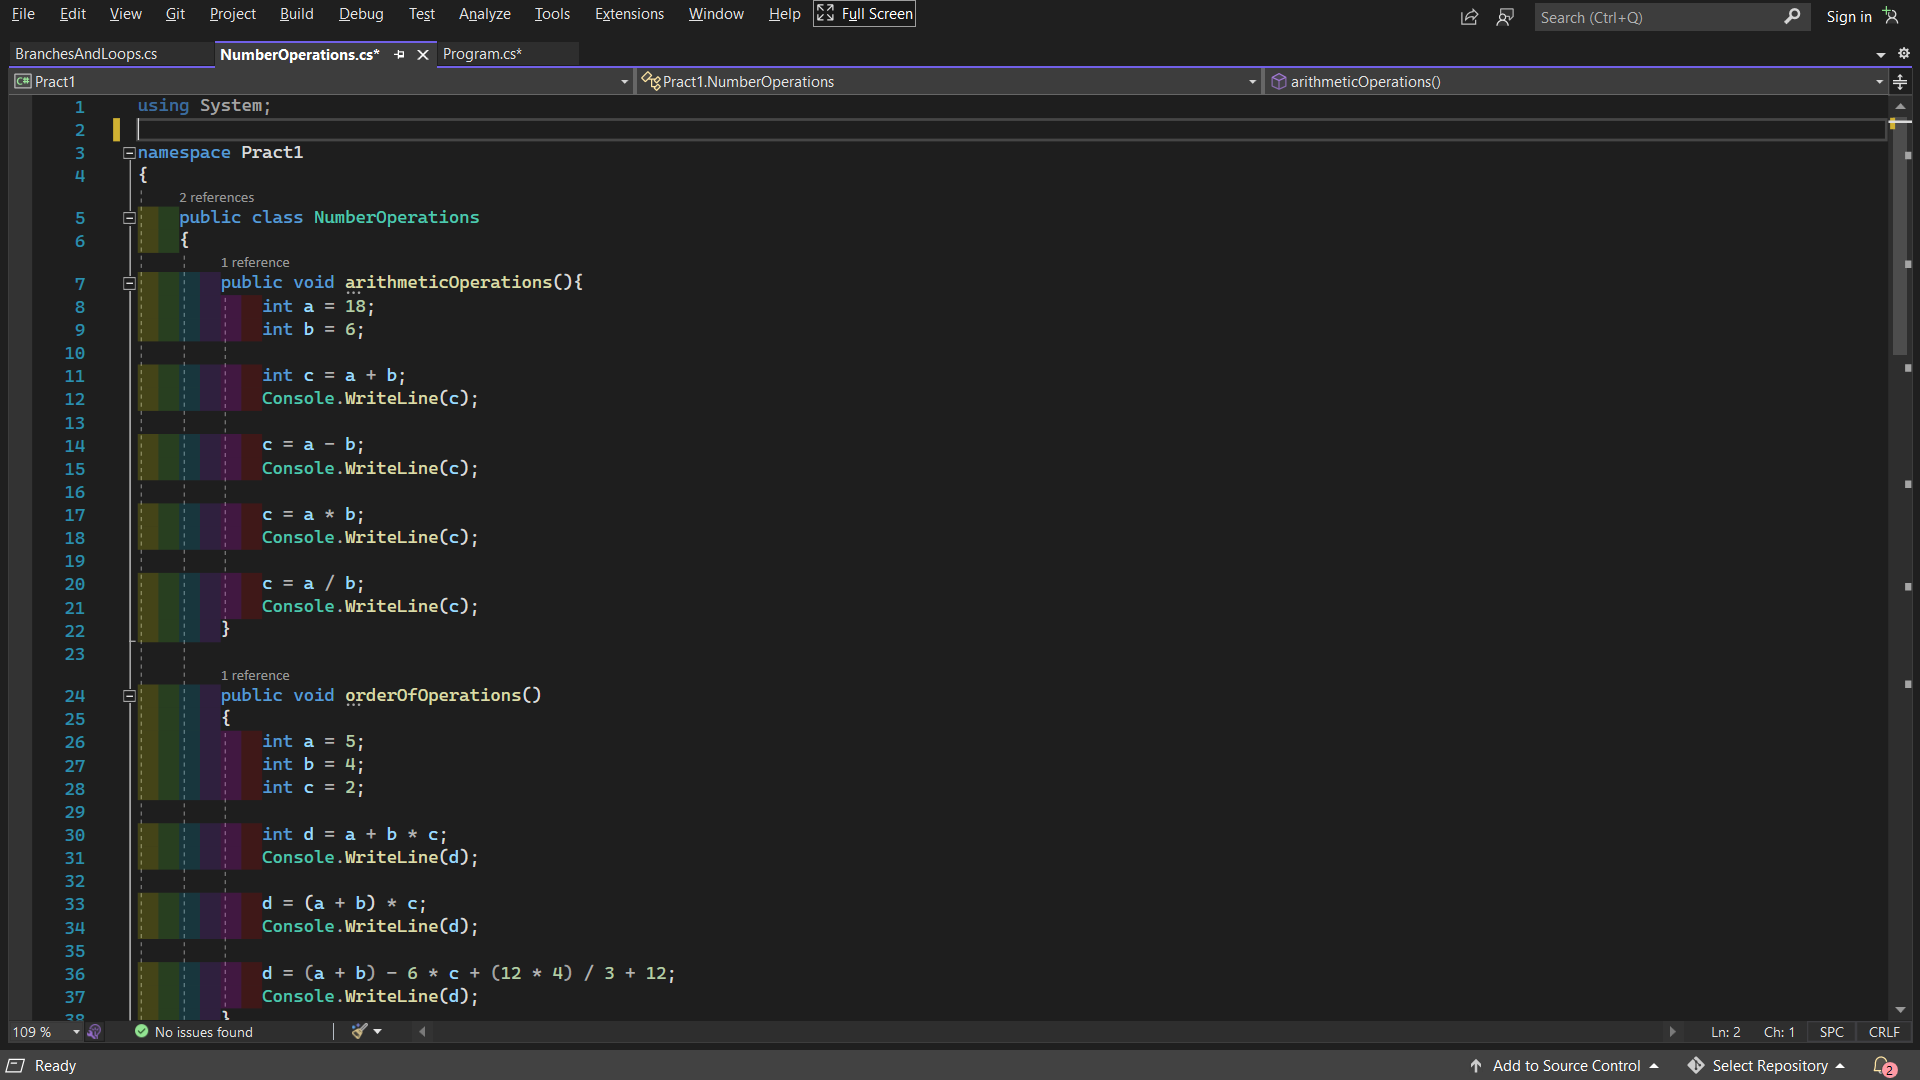 File Edit View Git Project Build Debug Test Analyze Tools Extensions Window Help Full Screen Search (Ctrl+Q) Sign in
BranchesAndLoops.cs NumberOperations.cs* Program.cs*
C# Pract1 Pract1.NumberOperations arithmeticOperations()
1 using System;
2
3 namespace Pract1
4 {
2 references
5 public class NumberOperations
6 {
1 reference
7 public void arithmeticOperations(){
8 int a = 18;
9 int b = 6;
10
11 int c = a + b;
12 Console.WriteLine(c);
13
14 c = a - b;
15 Console.WriteLine(c);
16
17 c = a * b;
18 Console.WriteLine(c);
19
20 c = a / b;
21 Console.WriteLine(c);
22 }
23
1 reference
24 public void orderOfOperations()
25 {
26 int a = 5;
27 int b = 4;
28 int c = 2;
29
30 int d = a + b * c;
31 Console.WriteLine(d);
32
33 d = (a + b) * c;
34 Console.WriteLine(d);
35
36 d = (a + b) - 6 * c + (12 * 4) / 3 + 12;
37 Console.WriteLine(d);
38 }
109 % No issues found Ln: 2 Ch: 1 SPC CRLF
Ready Add to Source Control Select Repository 2